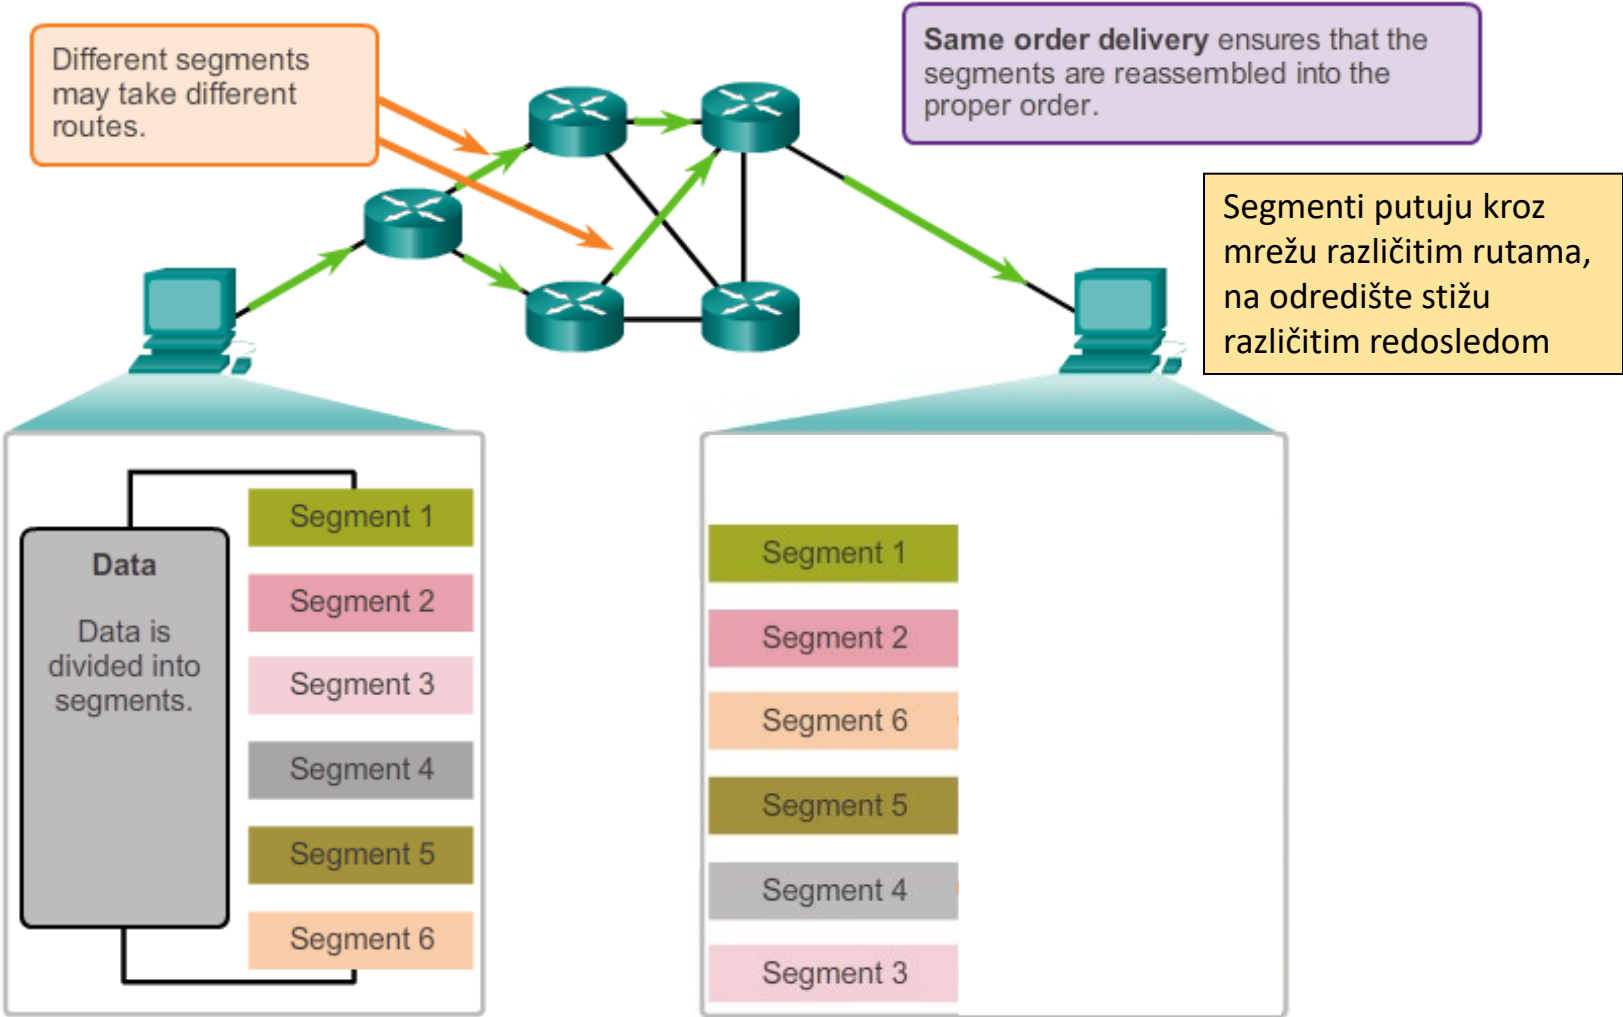 Different segments
may take different
routes.
Same order delivery ensures that the
segments are reassembled into the
proper order.
Segmenti putuju kroz
mrežu različitim rutama,
na odredište stižu
različitim redosledom
Data
Data is
divided into
segments.
Segment 1
Segment 2
Segment 3
Segment 4
Segment 5
Segment 6
Segment 1
Segment 2
Segment 6
Segment 5
Segment 4
Segment 3